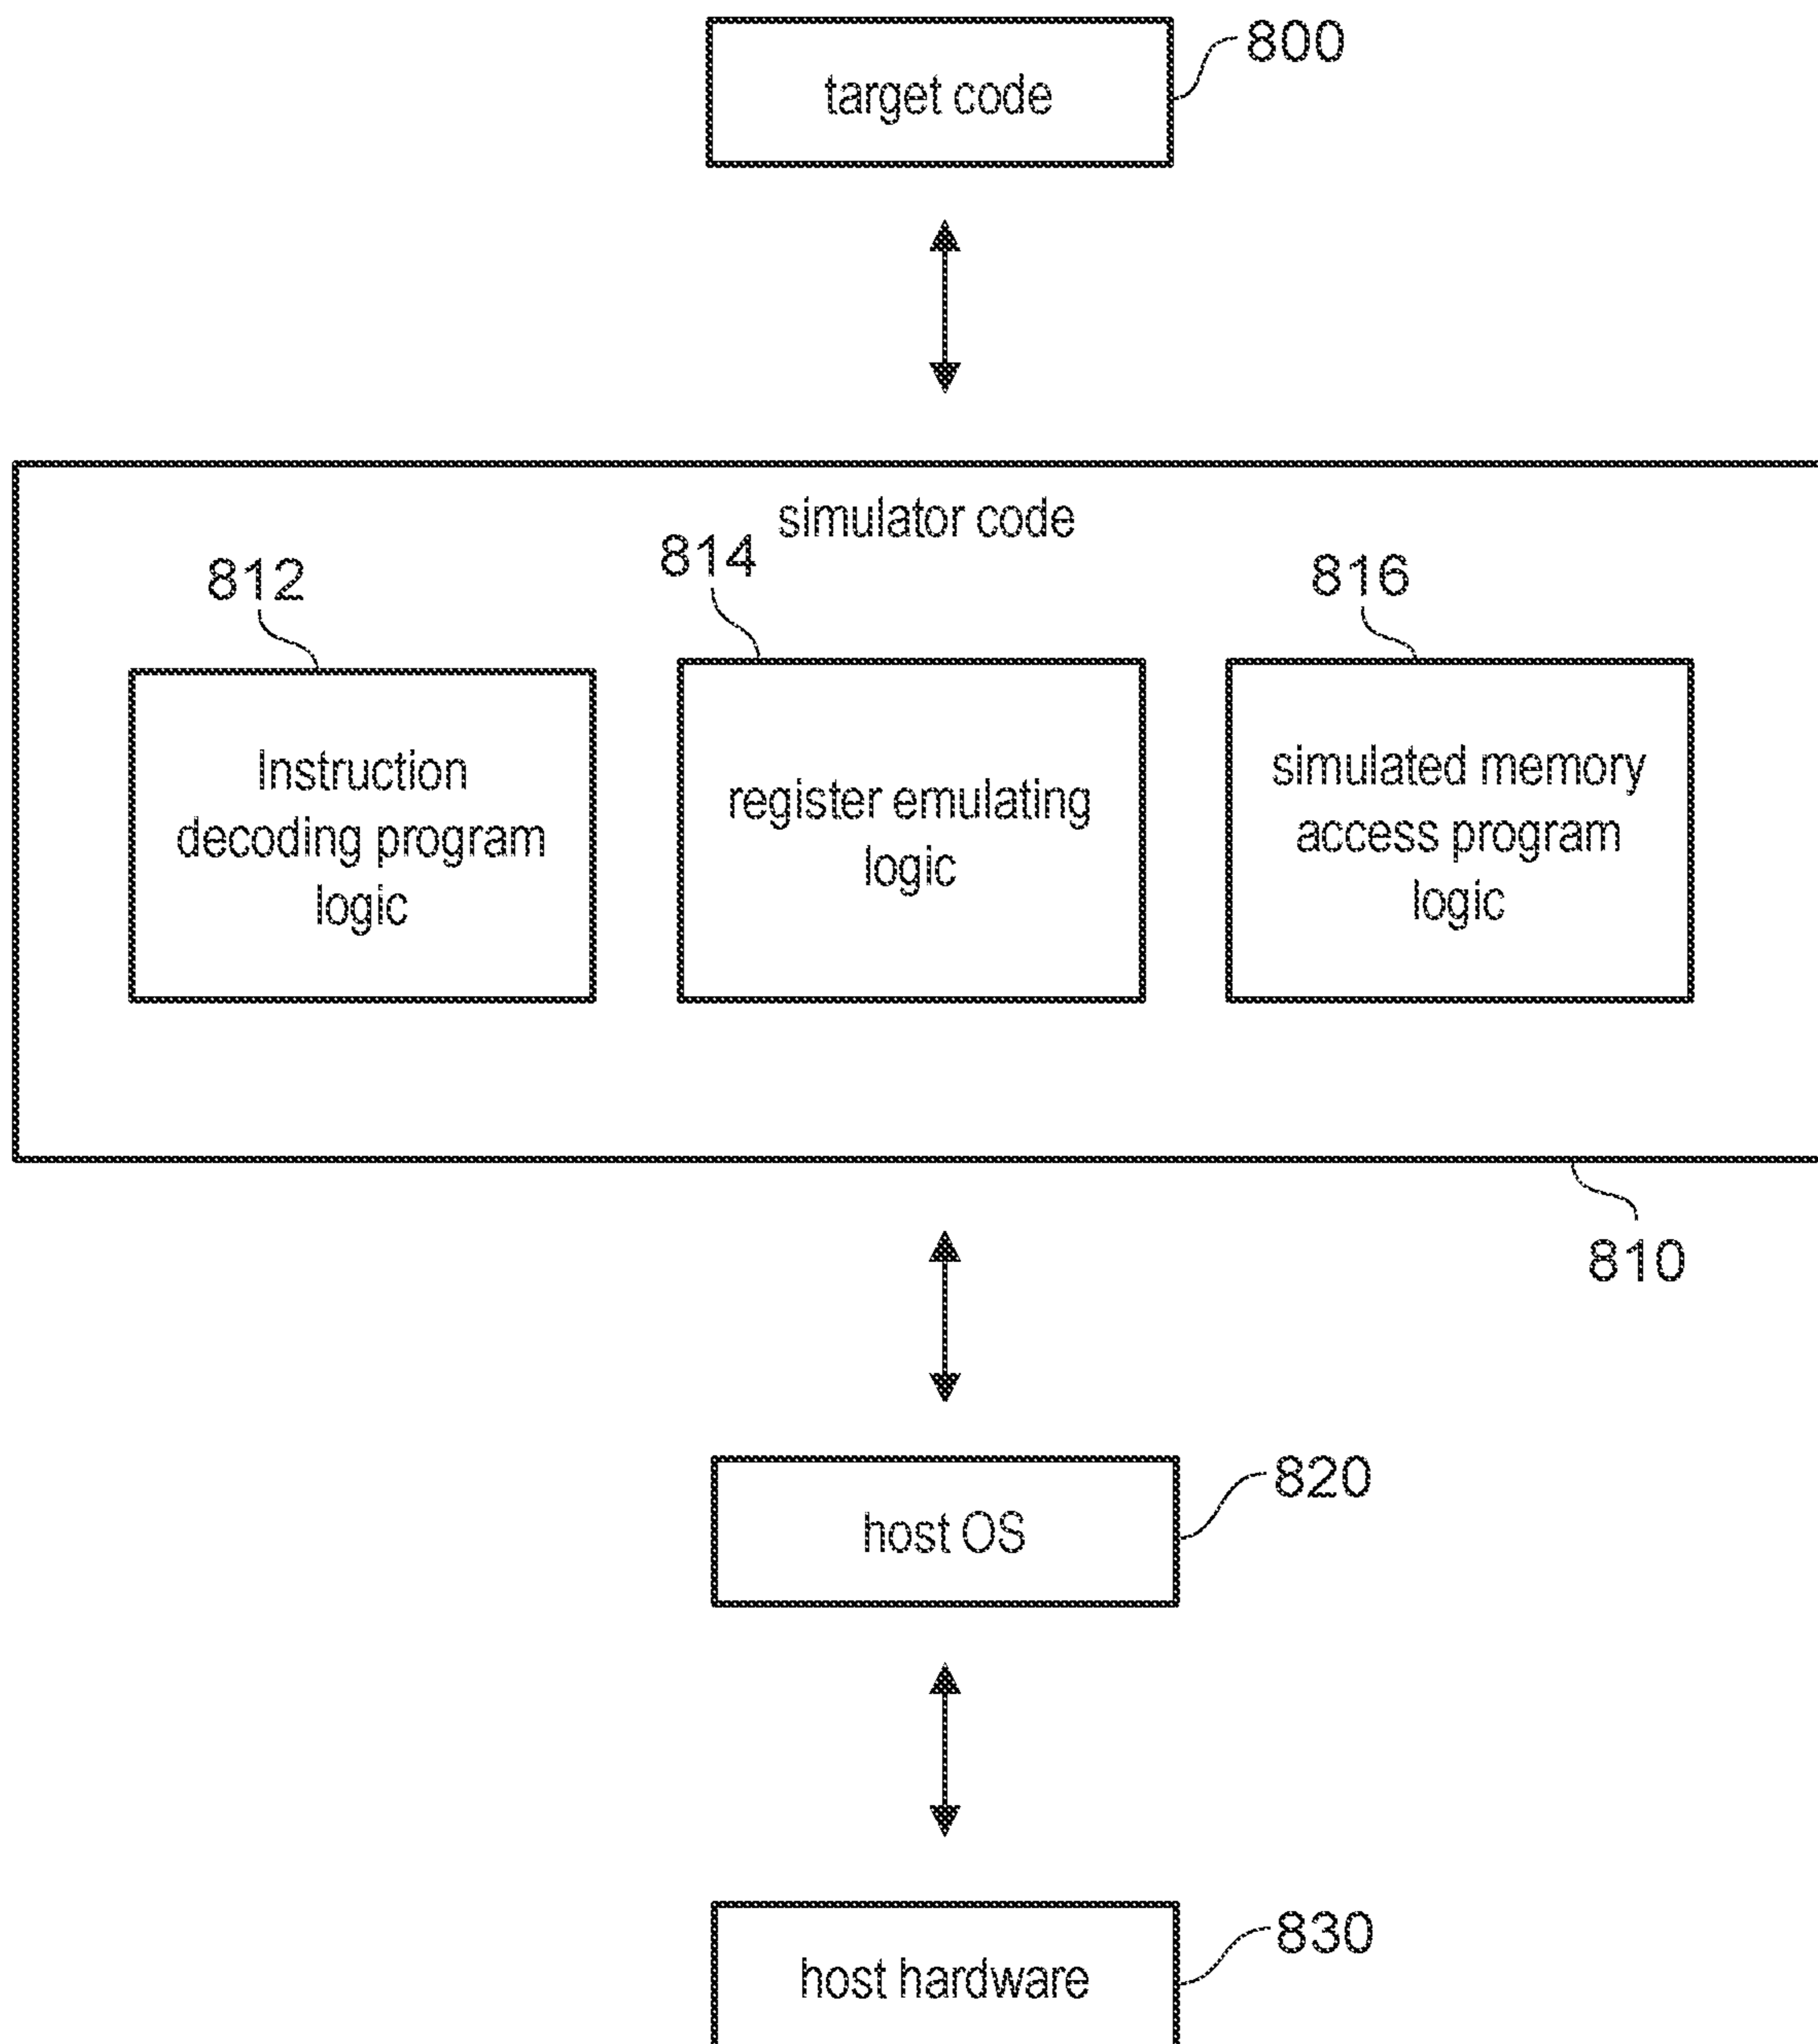 800
target code
simulator code
812
814
816
Instruction
decoding program
logic
register emulating
logic
simulated memory
access program
logic
810
820
host OS
830
host hardware